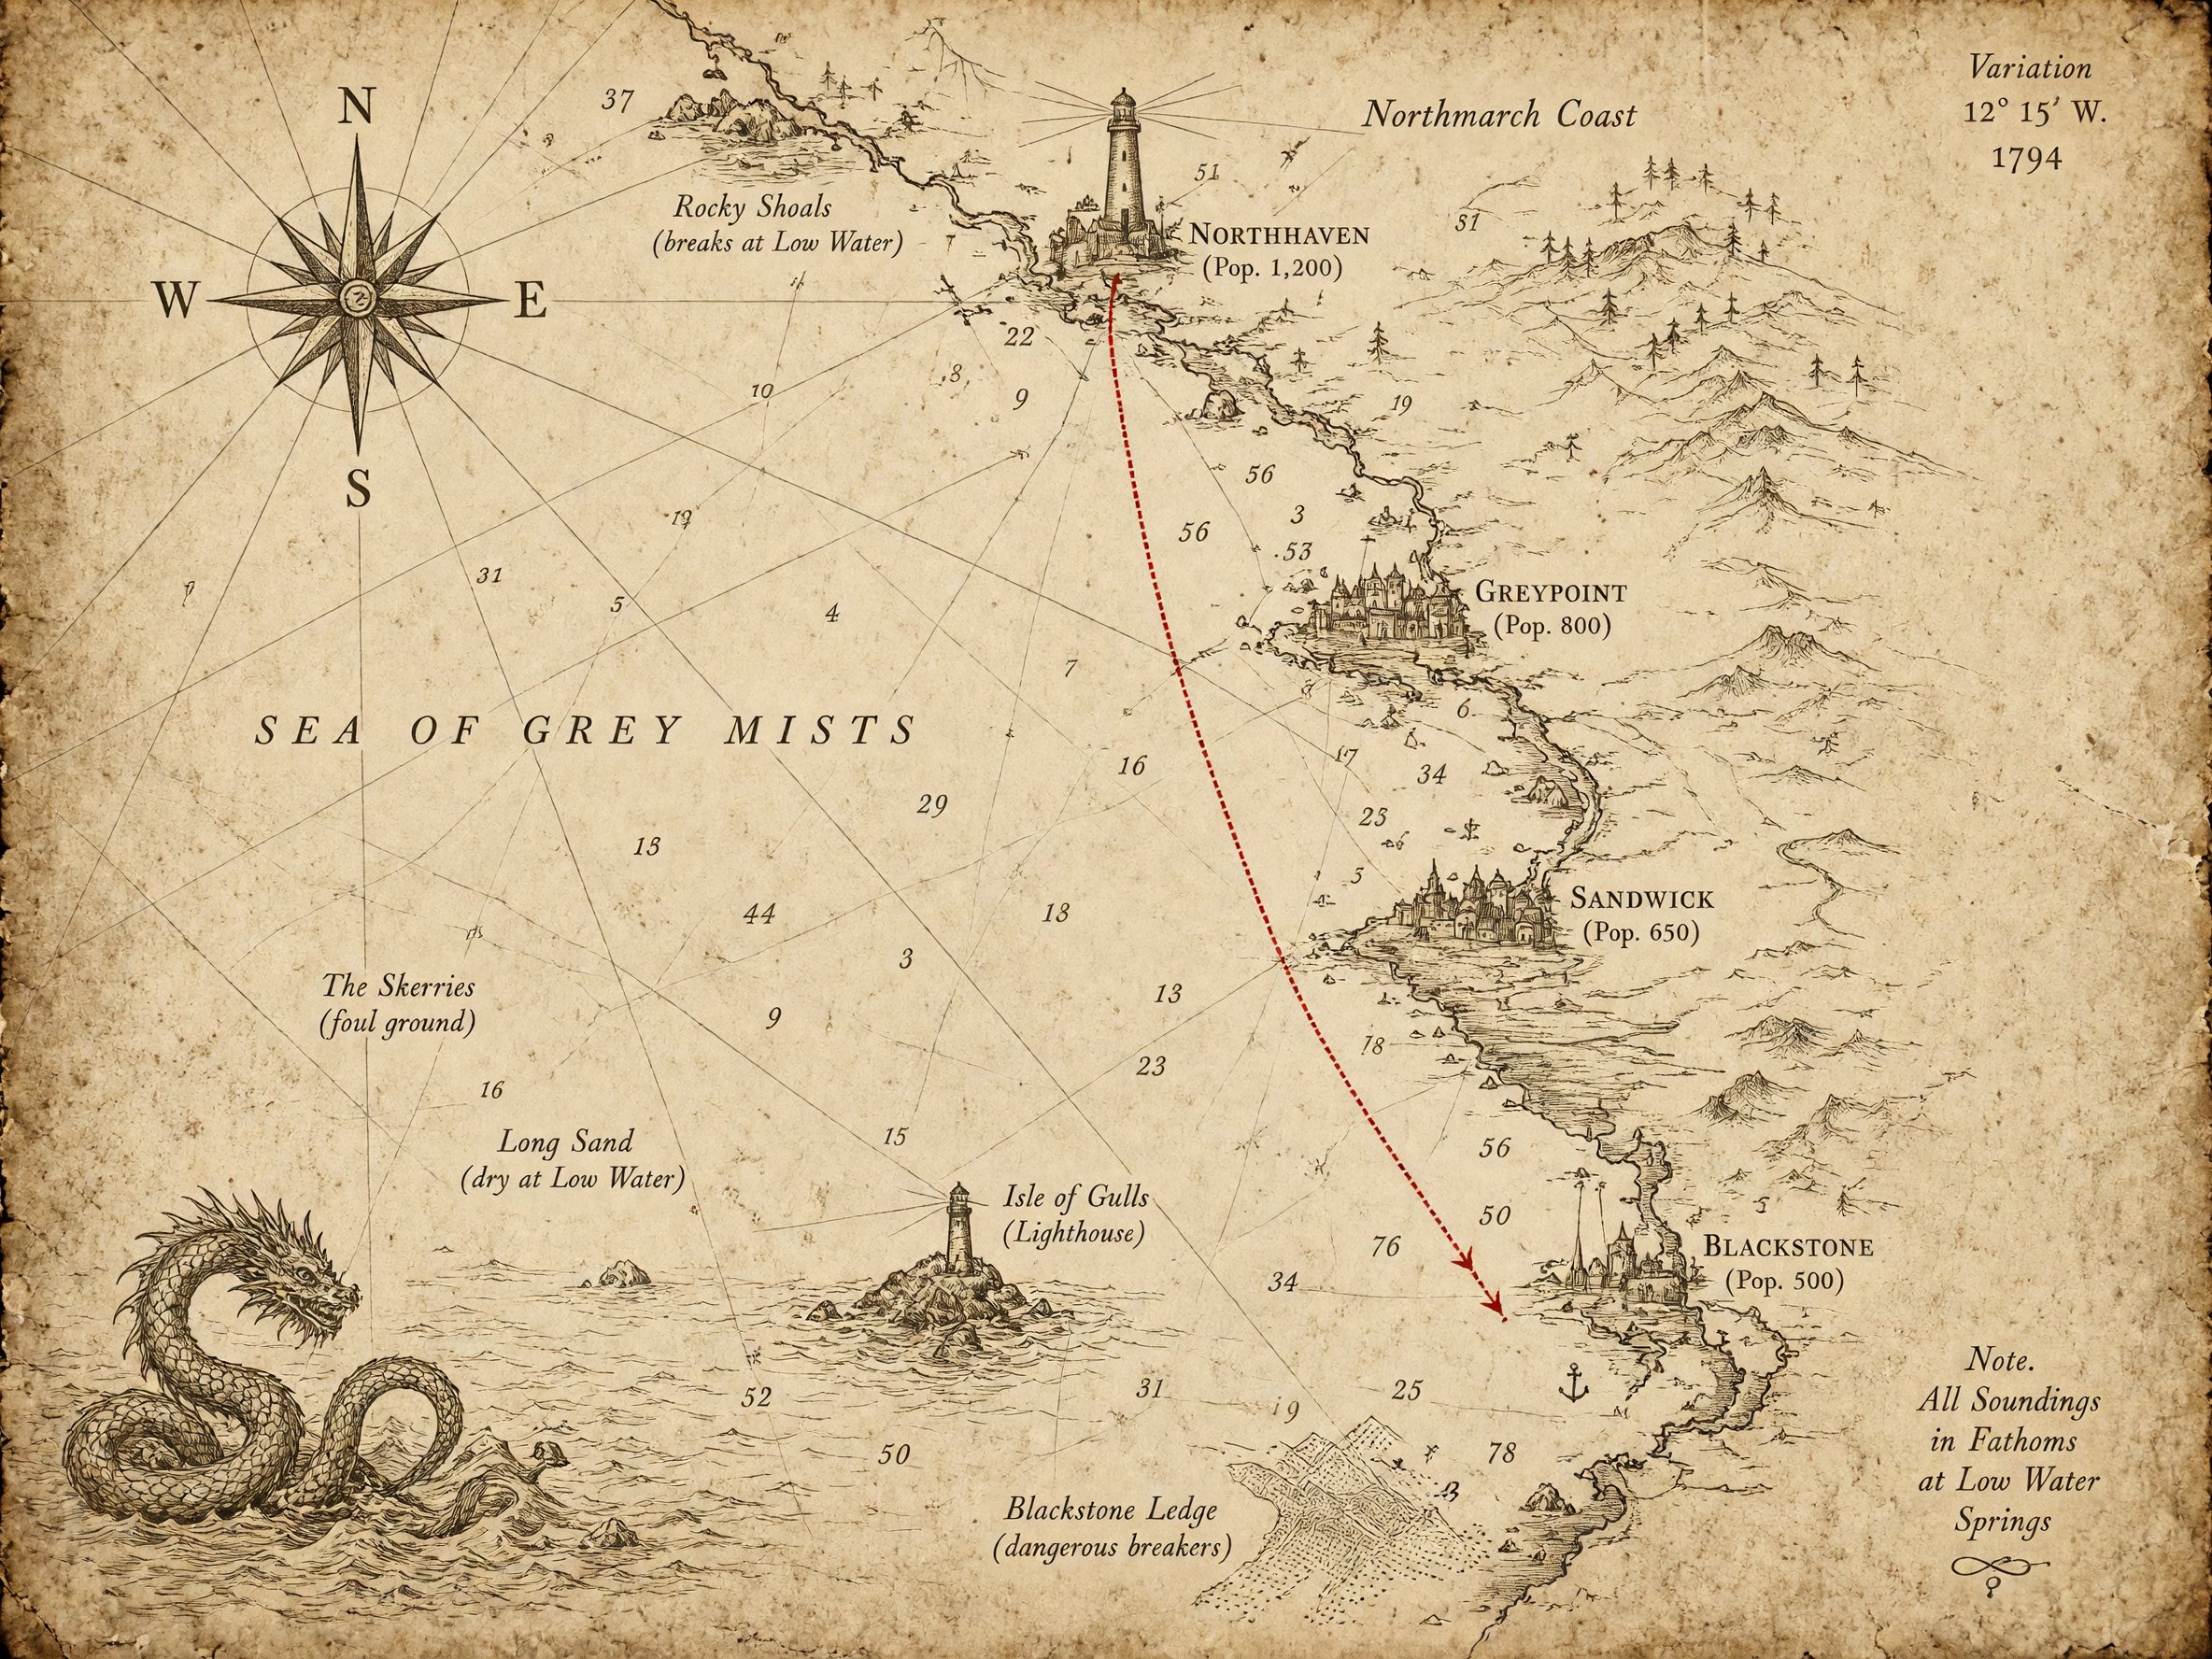 N
W
E
S
37
Rocky Shoals
(breaks at Low Water)
Northmarch Coast
Variation
12° 15′ W.
1794
51
31
NORTHHAVEN
(Pop. 1,200)
22
8
9
10
19
56
3
56
53
19
31
5
4
7
GREYPOINT
(Pop. 800)
6
SEA OF GREY MISTS
16
17
34
29
23
13
3
44
18
SANDWICK
(Pop. 650)
3
13
The Skerries
(foul ground)
9
18
23
16
15
Long Sand
(dry at Low Water)
56
Isle of Gulls
(Lighthouse)
50
76
34
BLACKSTONE
(Pop. 500)
52
31
19
25
50
78
Blackstone Ledge
(dangerous breakers)
Note.
All Soundings
in Fathoms
at Low Water
Springs